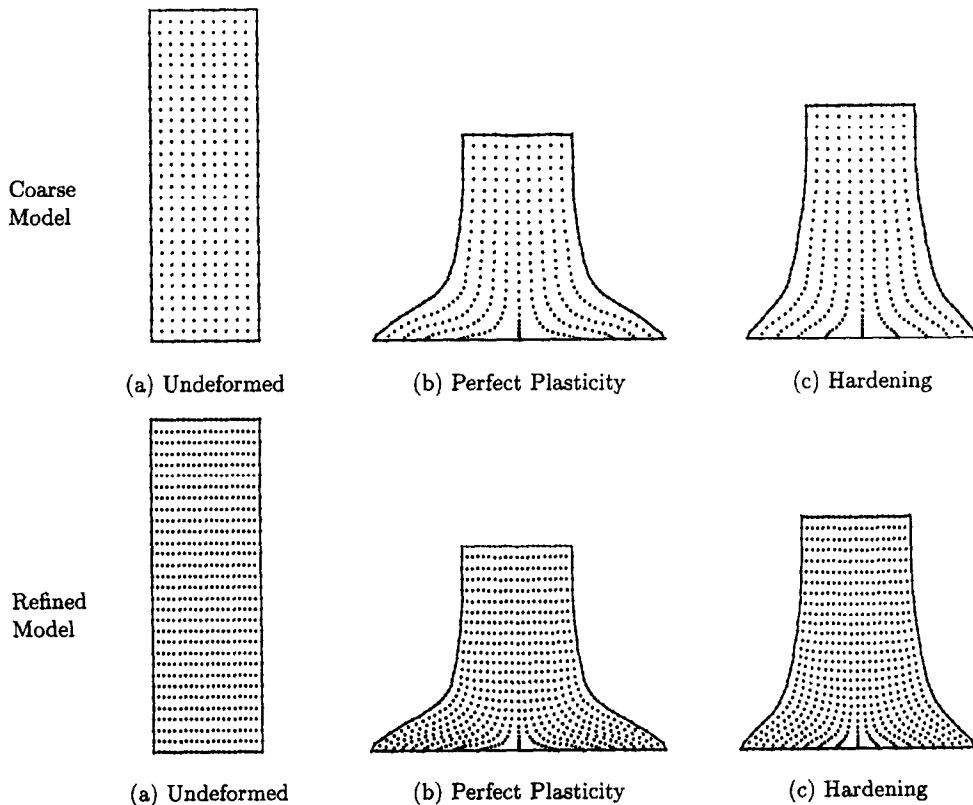 Coarse
Model
(a) Undeformed
(b) Perfect Plasticity
(c) Hardening
Refined
Model
(a) Undeformed
(b) Perfect Plasticity
(c) Hardening